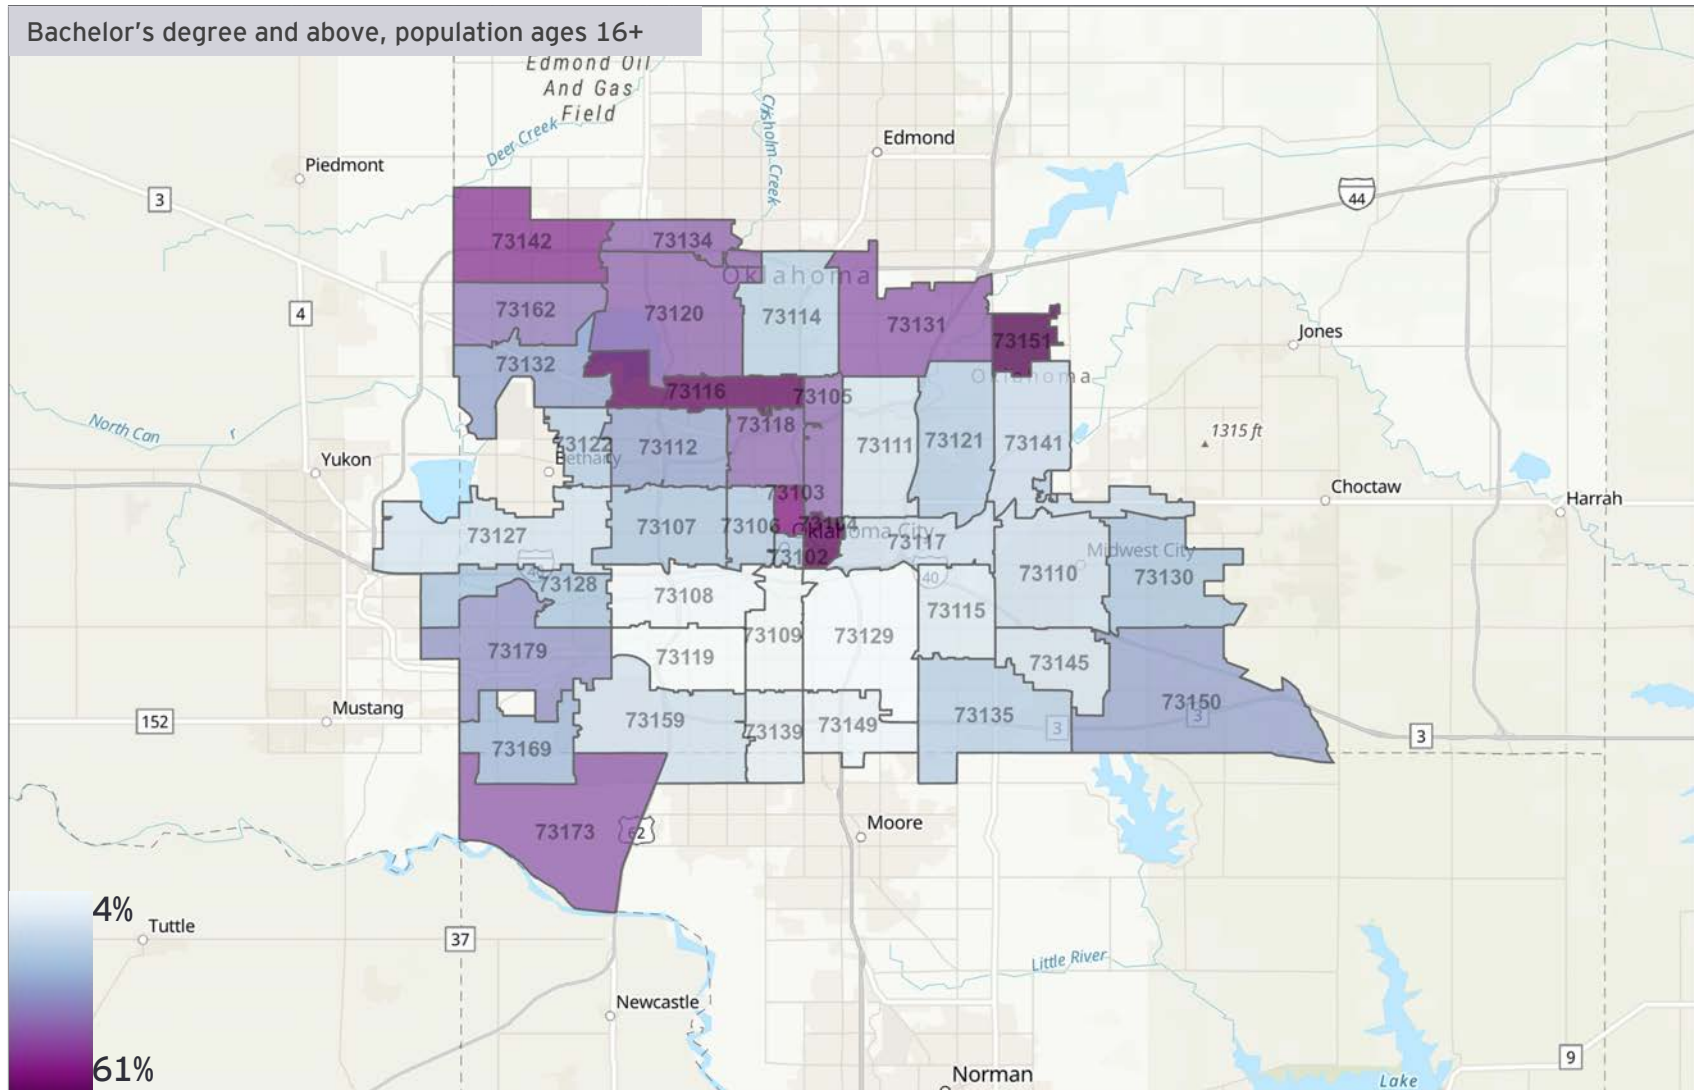 Bachelor's degree and above, population ages 16+
Edmond Oil
And Gas
Field
Deer Creek
Chisholm Creek
Edmond
Piedmont
3
44
4
73142
73134
Oklahoma
73162
73120
73114
73131
73151
Jones
73132
Oklahoma
73116
73105
North Can
r
73122
73112
73118
73111
73121
73141
1315 ft
Yukon
Bethany
Choctaw
Harrah
73103
73127
73107
73106
73104
Oklahoma City
73117
73102
Midwest City
40
40
73128
73108
73110
73130
73109
73129
73115
73179
73119
73145
Mustang
152
73159
73139
73149
73135
3
73150
3
3
73169
73173
62
Moore
4%
Tuttle
37
Little River
Newcastle
61%
Norman
9
Lake